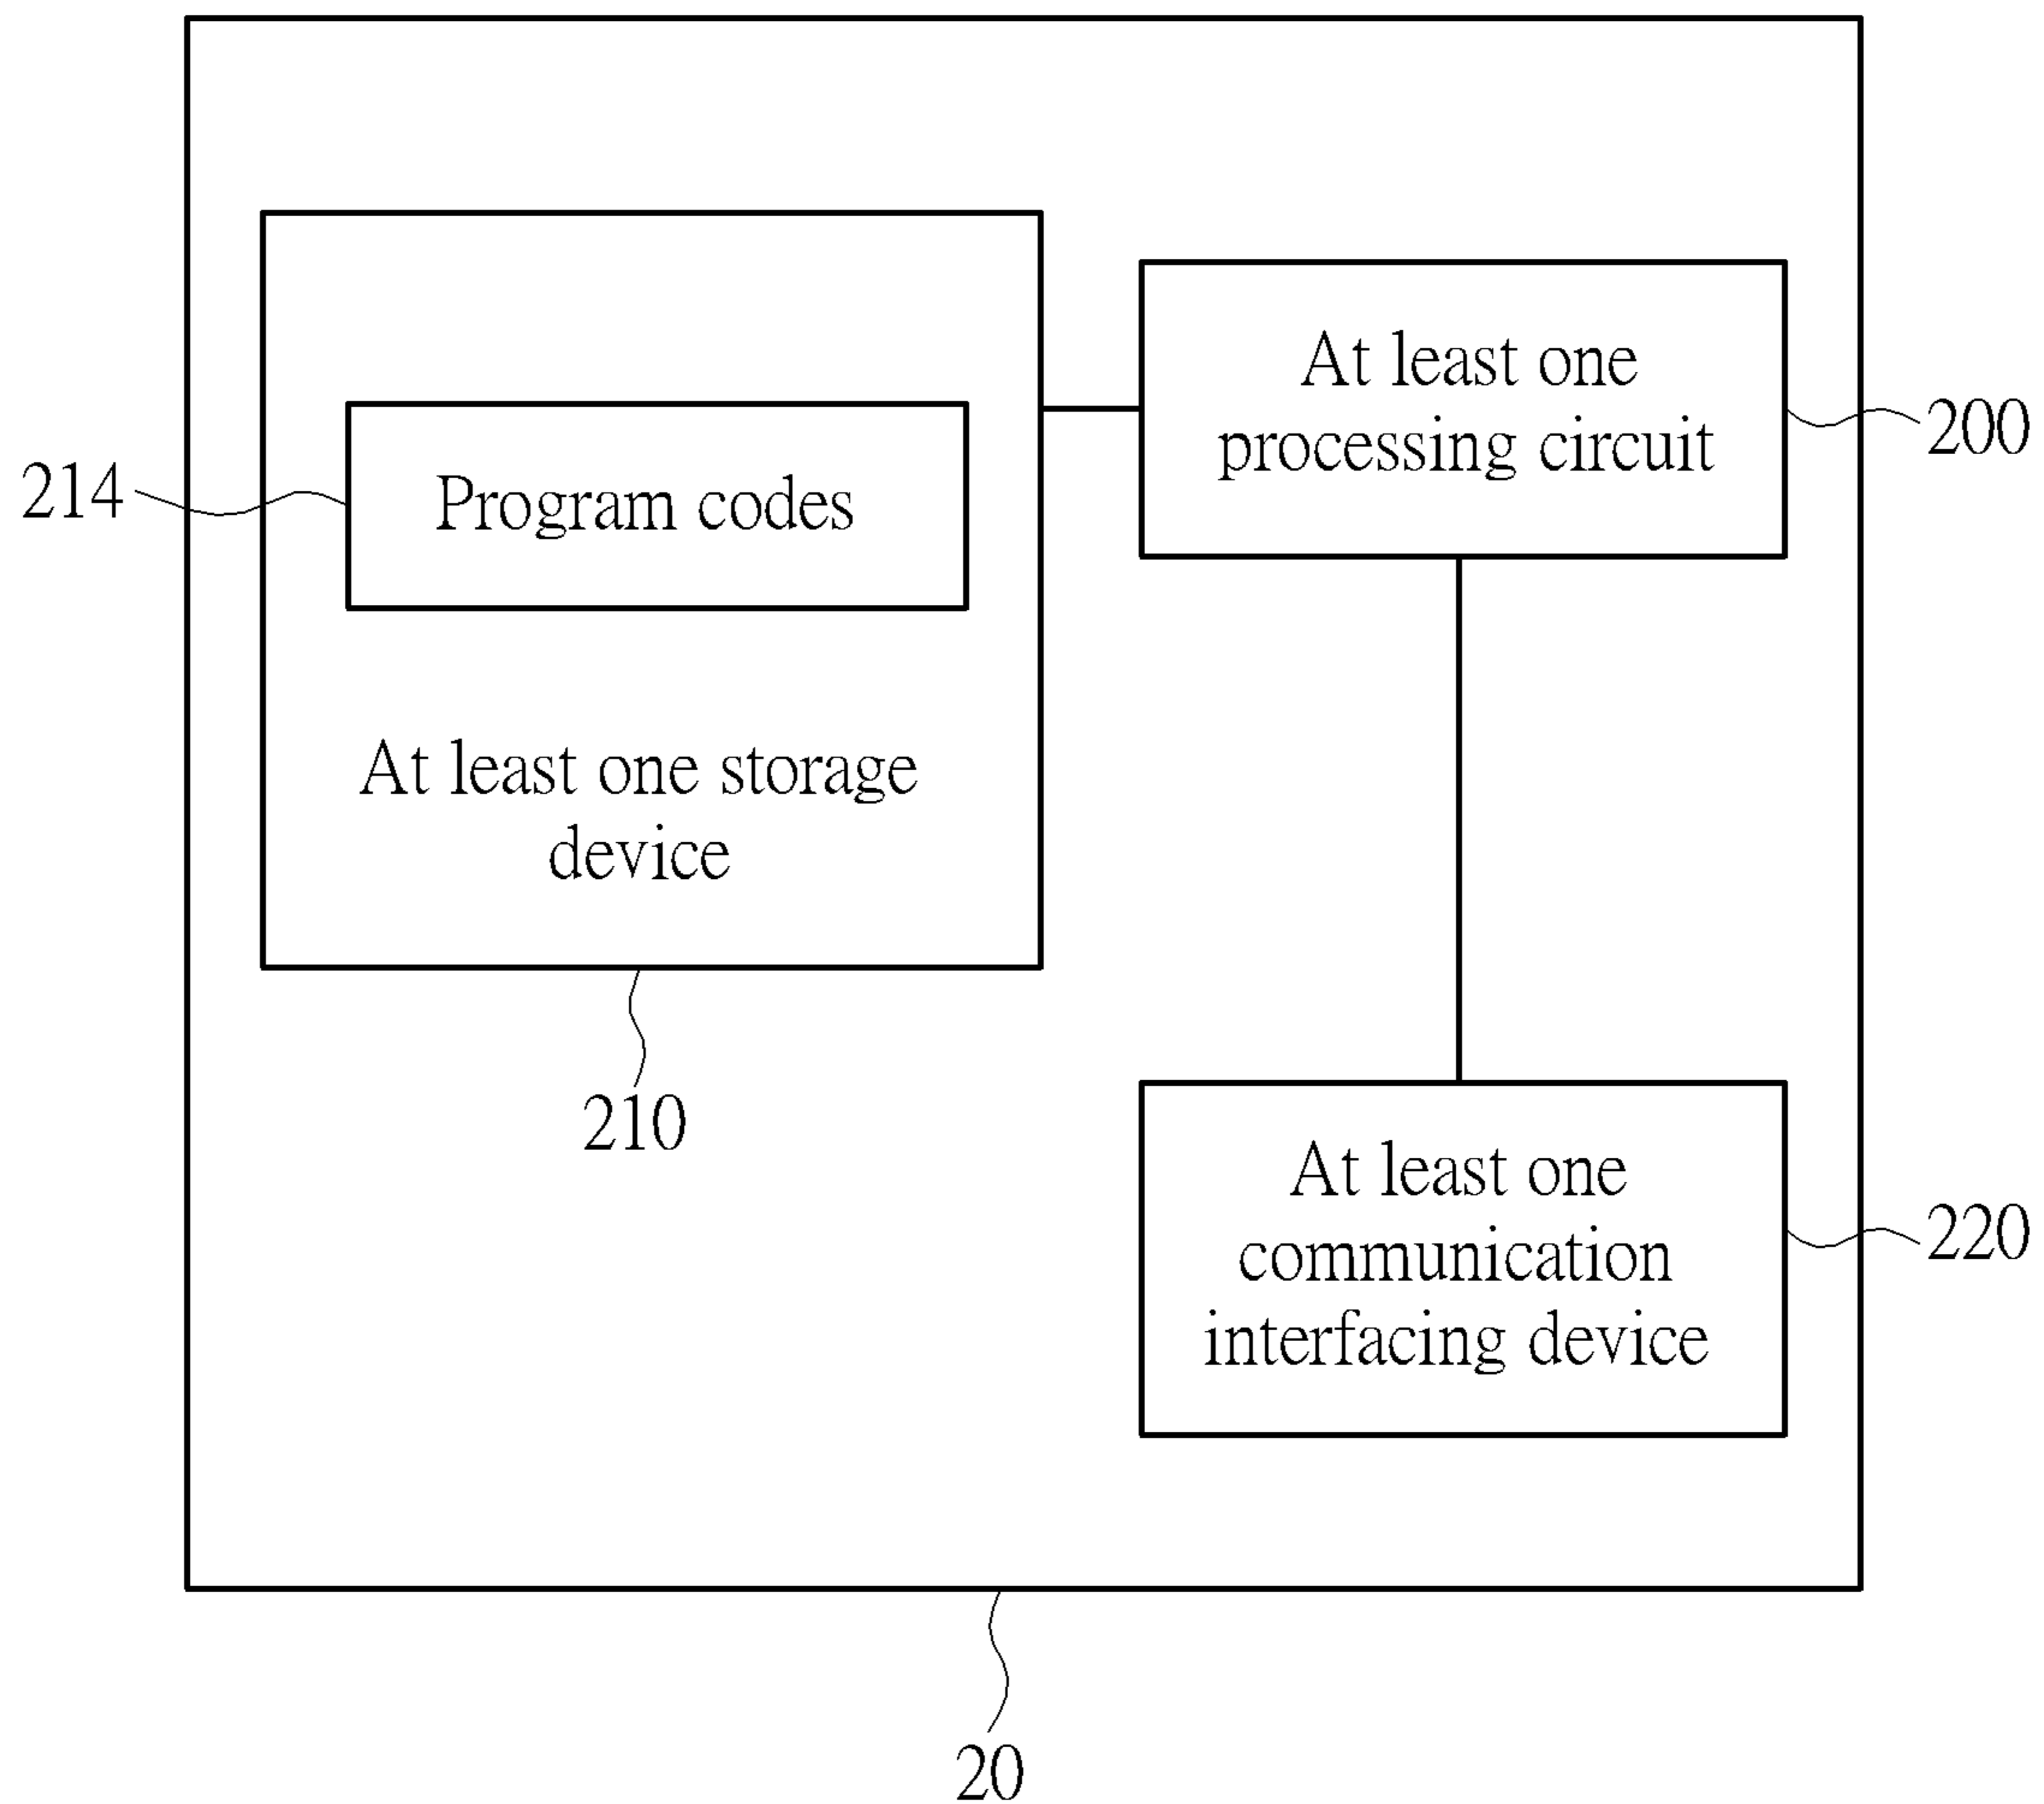 At least one
processing circuit
200
214
Program codes
At least one storage
device
210
At least one
communication
interfacing device
220
20